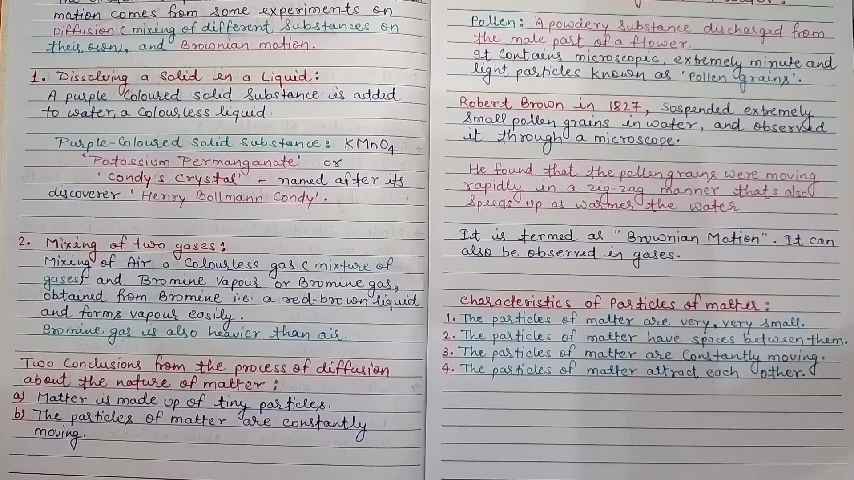 mation comes from some experiments on
Diffusion (mixing of different substances on
their own), and Brownian motion.
1. Dissolving a Solid in a Liquid:
A purple coloured solid substance is added
to water, a colourless liquid.
Purple-Coloured Solid Substance: KMnO4
'Potassium Permanganate' or
'Condy's Crystal' - named after its
discoverer 'Henry Bollmann Condy'.
2. Mixing of two gases:
Mixing of Air a Colourless gas (mixture of
gases) and Bromine Vapour or Bromine gas,
obtained from Bromine i.e. a red-brown liquid
and forms vapours easily.
Bromine gas is also heavier than air.
Two Conclusions from the process of diffusion
about the nature of matter:
a) Matter is made up of tiny particles.
b) The particles of matter are constantly
moving.
Pollen: A powdery substance discharged from
the male part of a flower.
It contains microscopic, extremely minute and
light particles known as 'Pollen grains'.
Robert Brown in 1827, suspended extremely
small pollen grains in water, and observed
it through a microscope.
He found that the pollen grains were moving
rapidly in a zig-zag manner that's also
speeds up as warmer the water
It is termed as "Brownian Motion". It can
also be observed in gases.
Characteristics of Particles of matter:
1. The particles of matter are very, very small.
2. The particles of matter have spaces between them.
3. The particles of matter are Constantly moving.
4. The particles of matter attract each other.